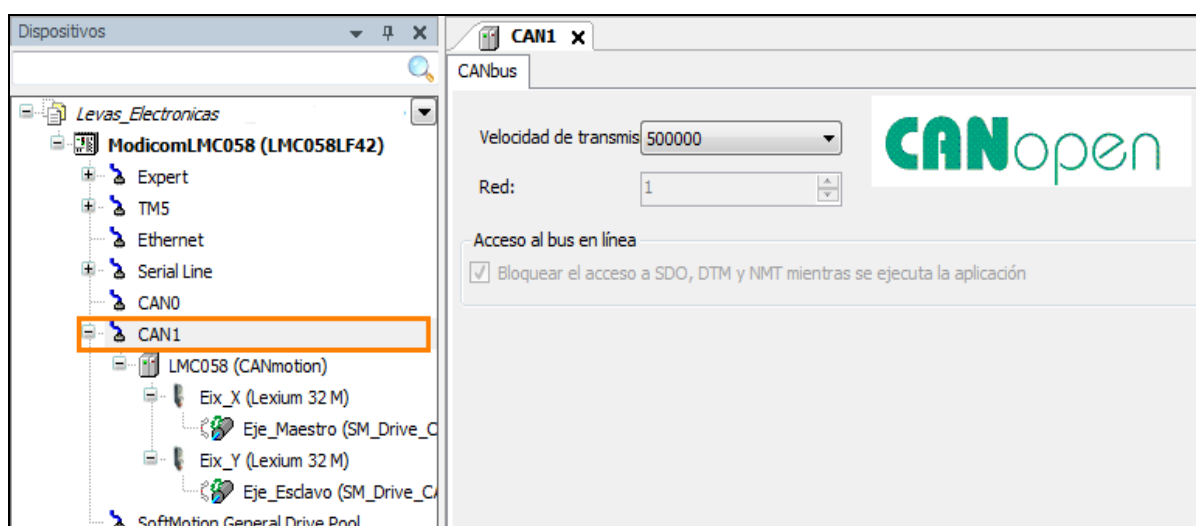 Dispositivos
Levas_Electronicas
ModicomLMC058 (LMC058LF42)
Expert
TM5
Ethernet
Serial Line
CAN0
CAN1
LMC058 (CANmotion)
Eix_X (Lexium 32 M)
Eje_Maestro (SM_Drive_C
Eix_Y (Lexium 32 M)
Eje_Esclavo (SM_Drive_CA
SoftMotion General Drive Pool
CAN1
CANbus
Velocidad de transmis 500000
CANopen
Red: 1
Acceso al bus en línea
Bloquear el acceso a SDO, DTM y NMT mientras se ejecuta la aplicación